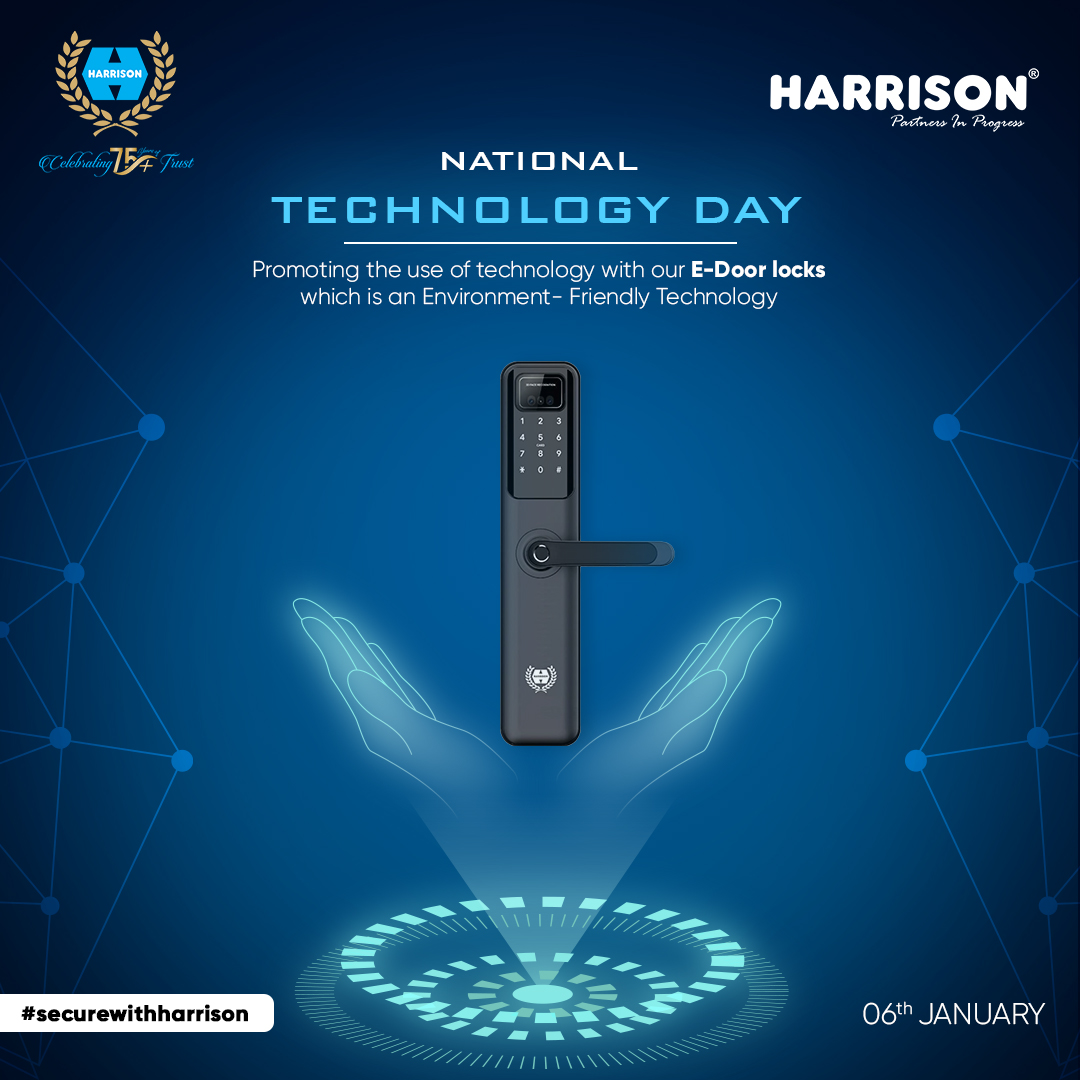 HARRISON
Celebrating 75+ Years of Trust
HARRISON®
Partners In Progress
NATIONAL
TECHNOLOGY DAY
Promoting the use of technology with our E-Door locks
which is an Environment- Friendly Technology
1 2 3
4 5 6
7 8 9
* 0 #
#securewithharrison
06th JANUARY